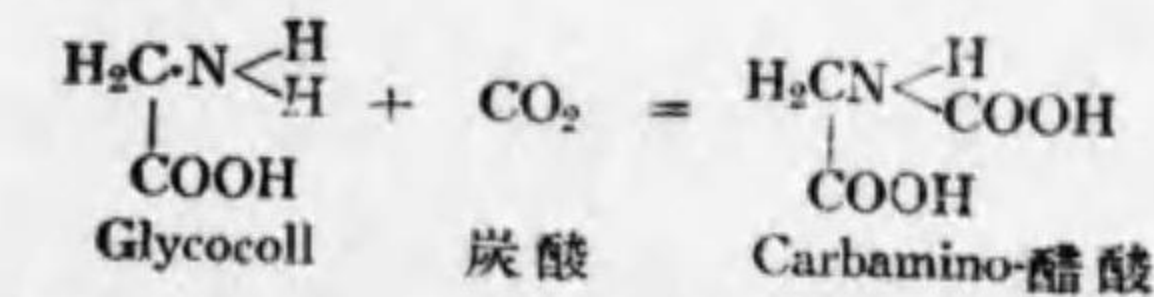 H₂C·N<H
H + CO₂ = H₂CN<H
COOH
COOH COOH
Glycocoll 炭酸 Carbamino-醋酸